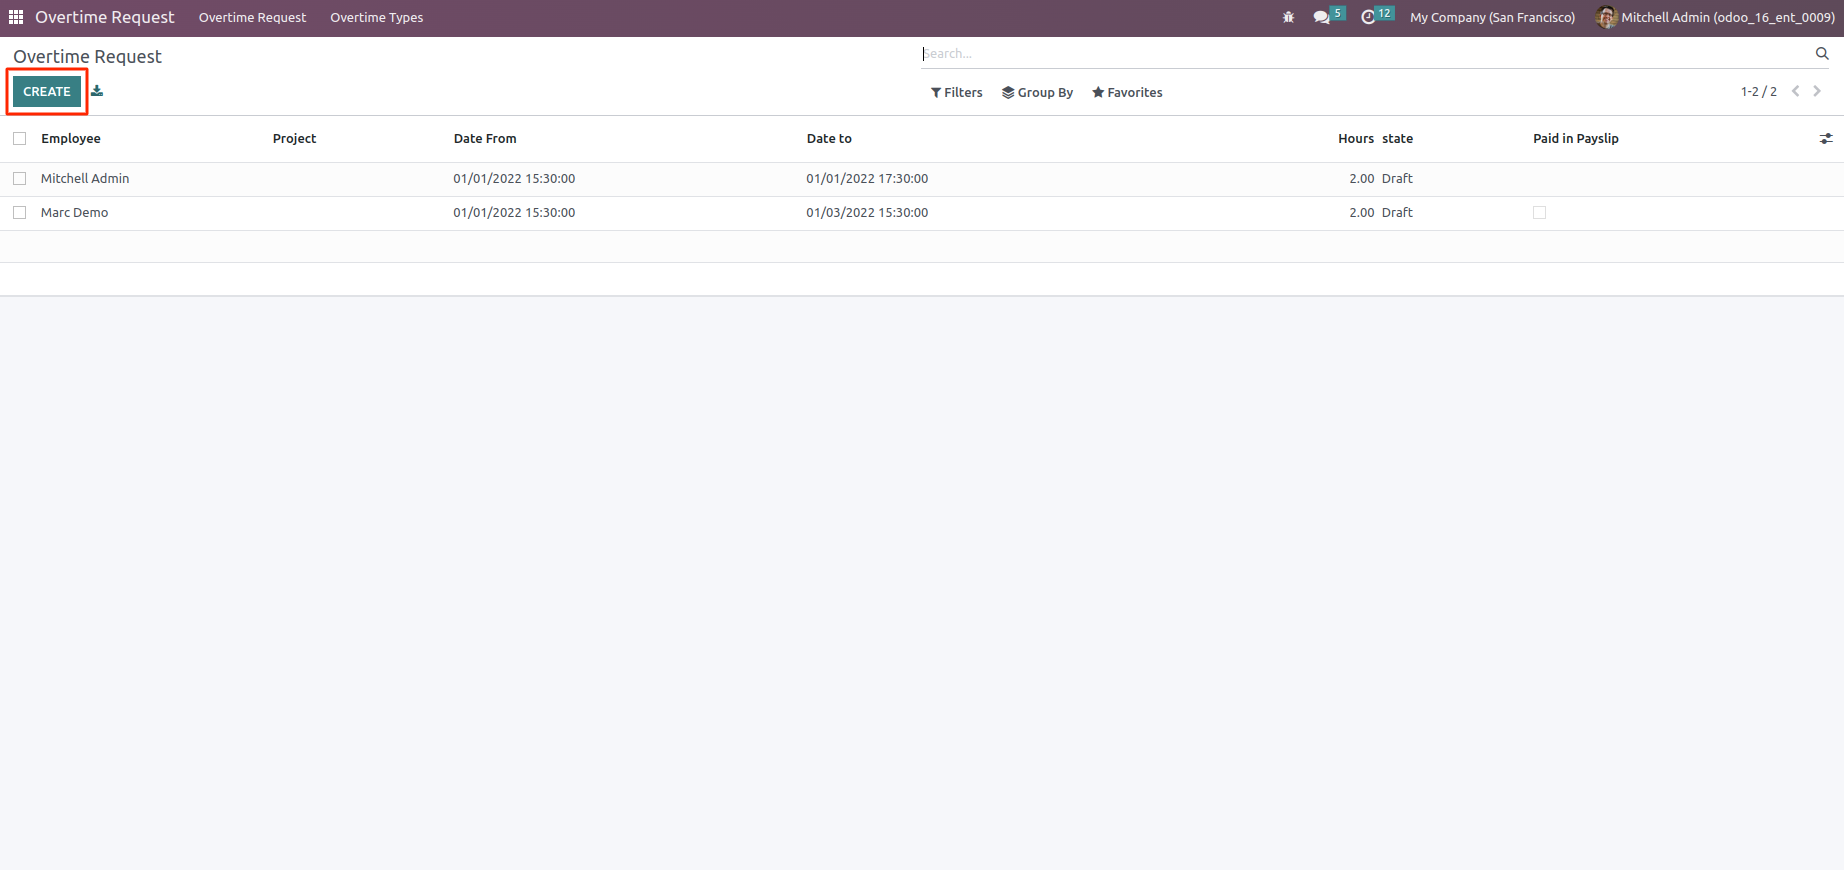 Overtime Request Overtime Request Overtime Types 5 12 My Company (San Francisco) Mitchell Admin (odoo_16_ent_0009)
Overtime Request Search...
CREATE Filters Group By Favorites 1-2 / 2
Employee Project Date From Date to Hours state Paid in Payslip
Mitchell Admin 01/01/2022 15:30:00 01/01/2022 17:30:00 2.00 Draft
Marc Demo 01/01/2022 15:30:00 01/03/2022 15:30:00 2.00 Draft